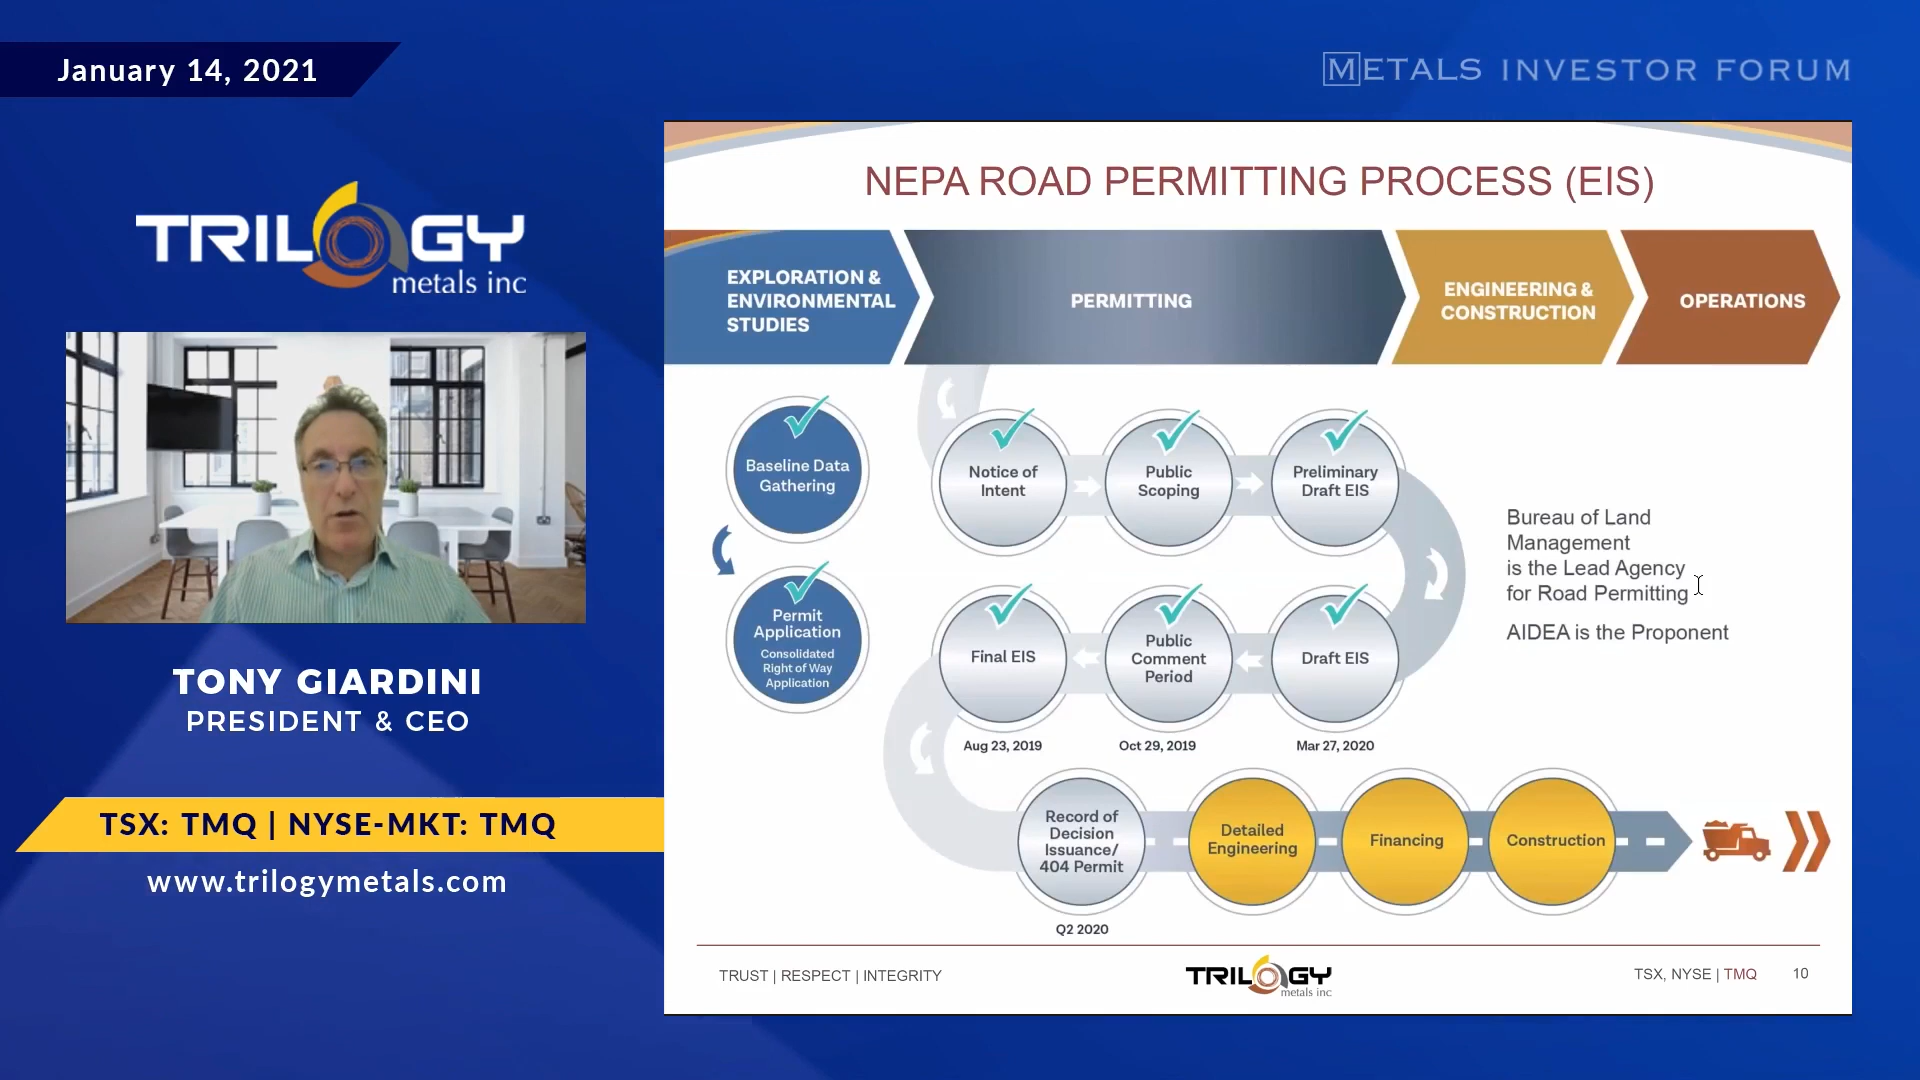 January 14, 2021
METALS INVESTOR FORUM
TRILOGY
metals inc
TONY GIARDINI
PRESIDENT & CEO
TSX: TMQ | NYSE-MKT: TMQ
www.trilogymetals.com
NEPA ROAD PERMITTING PROCESS (EIS)
EXPLORATION &
ENVIRONMENTAL
STUDIES
PERMITTING
ENGINEERING &
CONSTRUCTION
OPERATIONS
Baseline Data
Gathering
Permit
Application
Consolidated
Right of Way
Application
Notice of
Intent
Public
Scoping
Preliminary
Draft EIS
Final EIS
Public
Comment
Period
Draft EIS
Aug 23, 2019
Oct 29, 2019
Mar 27, 2020
Bureau of Land
Management
is the Lead Agency
for Road Permitting
AIDEA is the Proponent
Record of
Decision
Issuance/
404 Permit
Q2 2020
Detailed
Engineering
Financing
Construction
TRUST | RESPECT | INTEGRITY
TRILOGY
metals inc
TSX, NYSE | TMQ
10